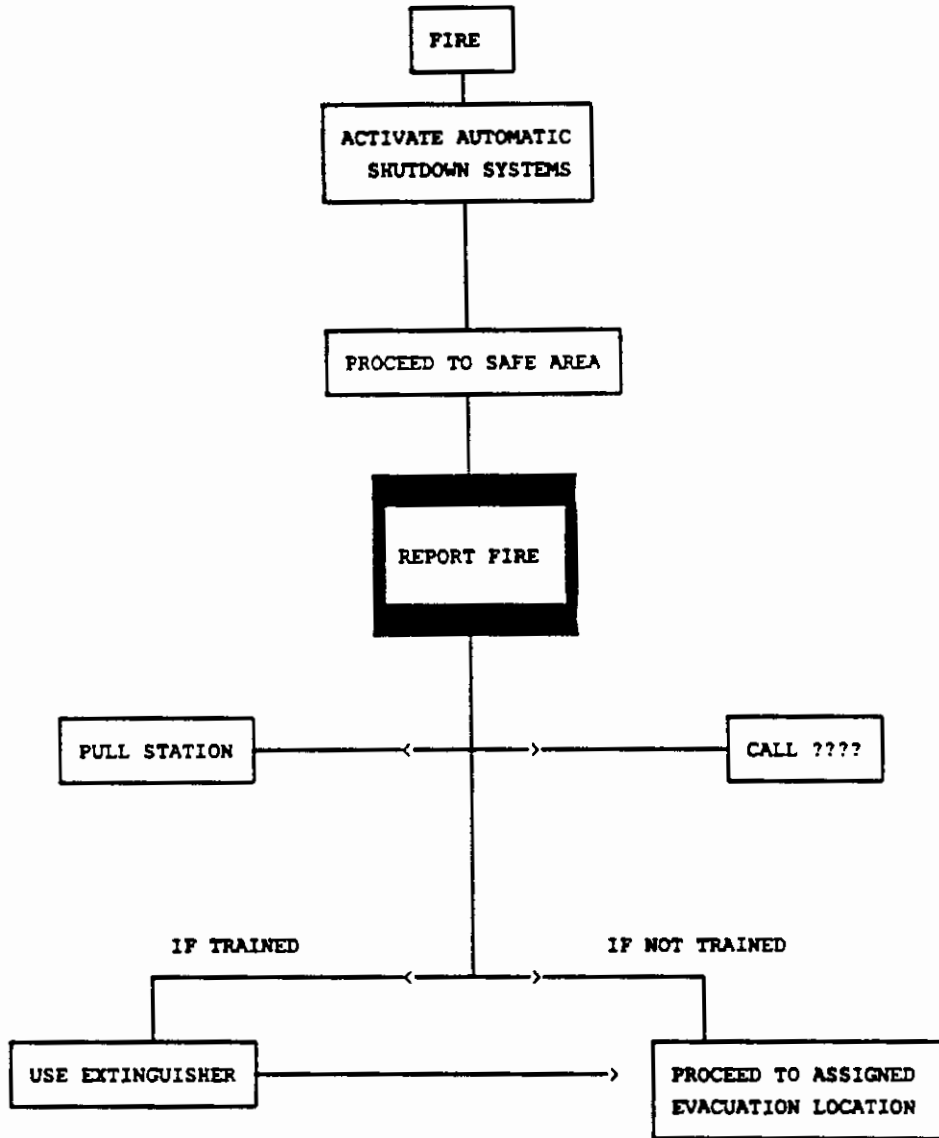 FIRE
ACTIVATE AUTOMATIC
SHUTDOWN SYSTEMS
PROCEED TO SAFE AREA
REPORT FIRE
PULL STATION
CALL ????
IF TRAINED
IF NOT TRAINED
USE EXTINGUISHER
PROCEED TO ASSIGNED
EVACUATION LOCATION